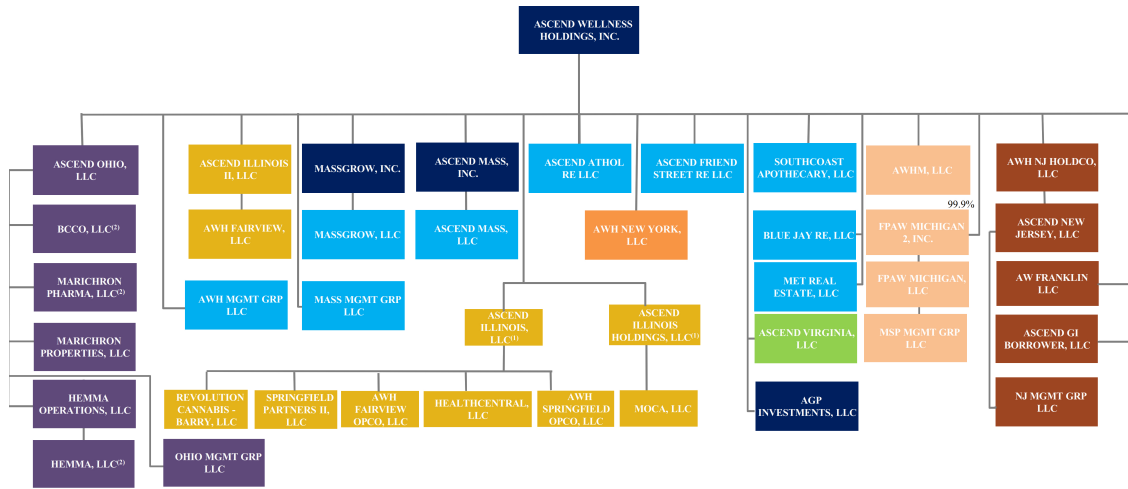 ASCEND WELLNESS
HOLDINGS, INC.
ASCEND OHIO,
LLC
ASCEND ILLINOIS
II, LLC
MASSGROW, INC.
ASCEND MASS,
INC.
ASCEND ATHOL
RE LLC
ASCEND FRIEND
STREET RE LLC
SOUTHCOAST
APOTHECARY, LLC
AWHM, LLC
AWH NJ HOLDCO,
LLC
99.9%
BCCO, LLC(2)
AWH FAIRVIEW,
LLC
MASSGROW, LLC
ASCEND MASS,
LLC
AWH NEW YORK,
LLC
BLUE JAY RE, LLC
FPAW MICHIGAN
2, INC.
ASCEND NEW
JERSEY, LLC
MARICHRON
PHARMA, LLC(2)
AWH MGMT GRP
LLC
MASS MGMT GRP
LLC
MET REAL
ESTATE, LLC
FPAW MICHIGAN,
LLC
AW FRANKLIN
LLC
MARICHRON
PROPERTIES, LLC
ASCEND
ILLINOIS,
LLC(1)
ASCEND
ILLINOIS
HOLDINGS, LLC(1)
ASCEND VIRGINIA,
LLC
MSP MGMT GRP
LLC
ASCEND GI
BORROWER, LLC
HEMMA
OPERATIONS, LLC
REVOLUTION
CANNABIS -
BARRY, LLC
SPRINGFIELD
PARTNERS II,
LLC
AWH
FAIRVIEW
OPCO, LLC
HEALTHCENTRAL,
LLC
AWH
SPRINGFIELD
OPCO, LLC
MOCA, LLC
AGP
INVESTMENTS, LLC
NJ MGMT GRP
LLC
HEMMA, LLC(2)
OHIO MGMT GRP
LLC